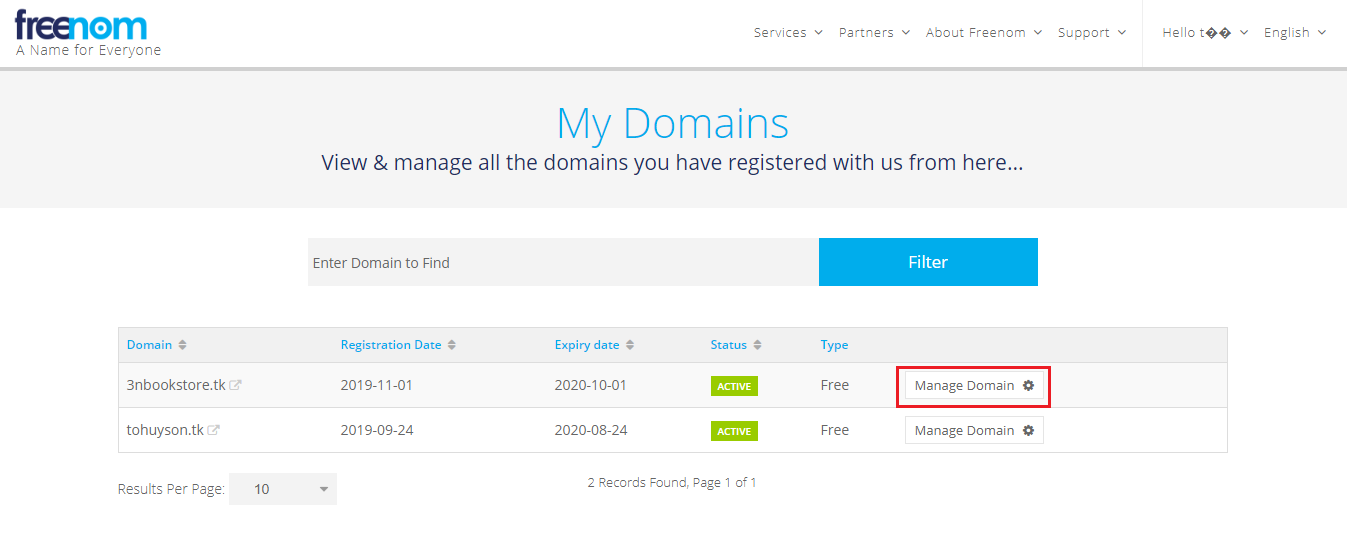 freenom
A Name for Everyone
Services Partners About Freenom Support Hello t�� English
My Domains
View & manage all the domains you have registered with us from here...
Enter Domain to Find Filter
Domain Registration Date Expiry date Status Type
3nbookstore.tk 2019-11-01 2020-10-01 ACTIVE Free Manage Domain
tohuyson.tk 2019-09-24 2020-08-24 ACTIVE Free Manage Domain
Results Per Page: 10 2 Records Found, Page 1 of 1